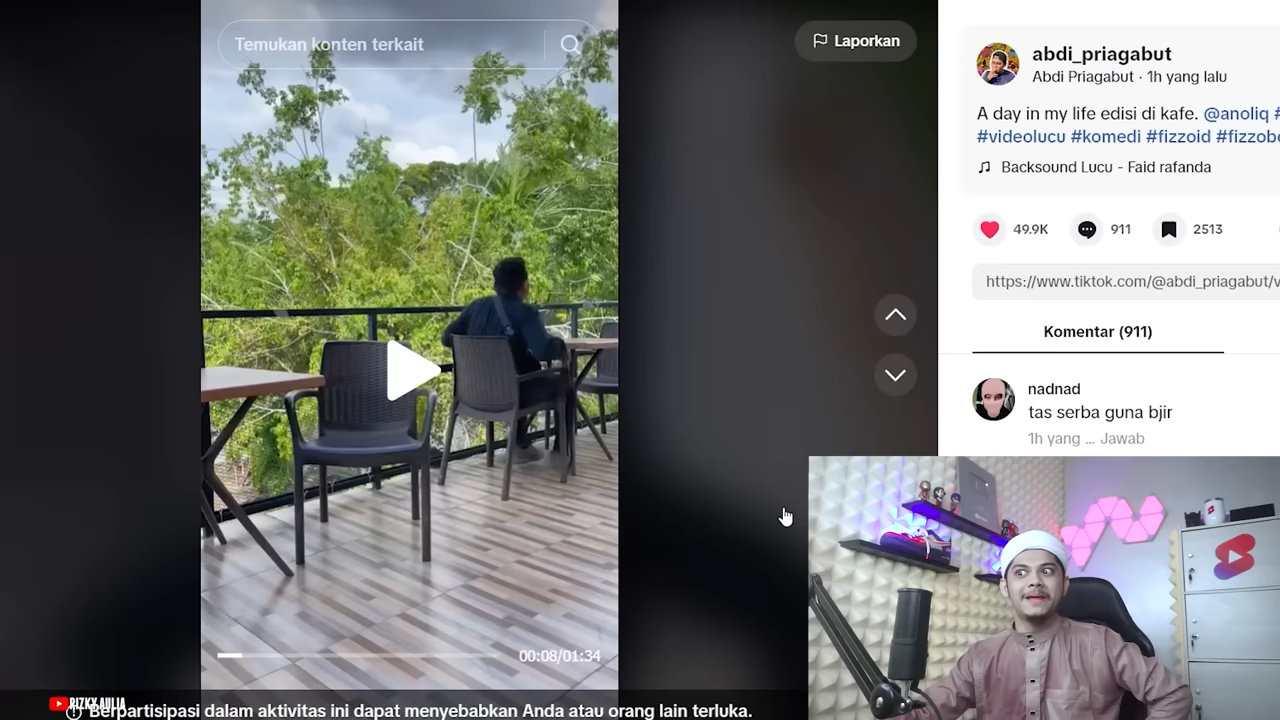 Temukan konten terkait
Laporkan
abdi_priagabut
Abdi Priagabut · 1h yang lalu
A day in my life edisi di kafe. @anoliq #
#videolucu #komedi #fizzoid #fizzobo
Backsound Lucu - Faid rafanda
49.9K
911
2513
https://www.tiktok.com/@abdi_priagabut/v
Komentar (911)
nadnad
tas serba guna bjir
1h yang ... Jawab
00:08/01:34
RIZKY AULIA
Berpartisipasi dalam aktivitas ini dapat menyebabkan Anda atau orang lain terluka.